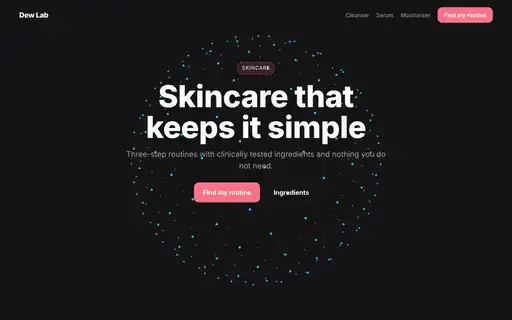 Dew Lab
Cleanser Serum Moisturiser Find my routine
SKINCARE
Skincare that
keeps it simple
Three-step routines with clinically tested ingredients and nothing you do
not need.
Find my routine Ingredients